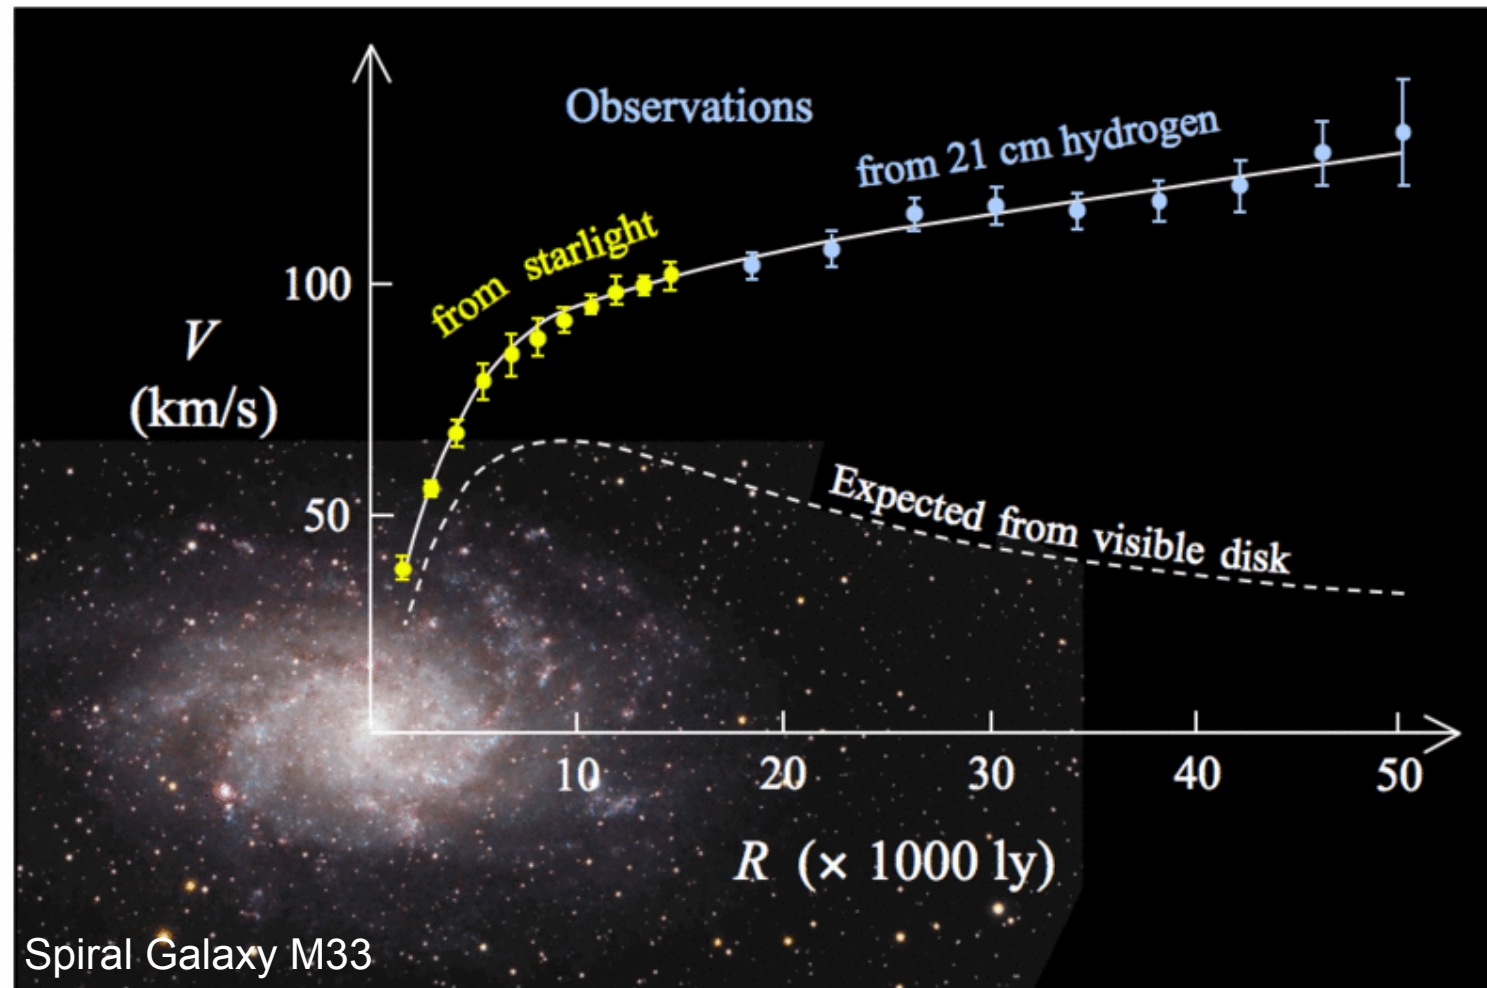 Observations
from 21 cm hydrogen
from starlight
100
V
(km/s)
50
Expected from visible disk
10 20 30 40 50
R (× 1000 ly)
Spiral Galaxy M33